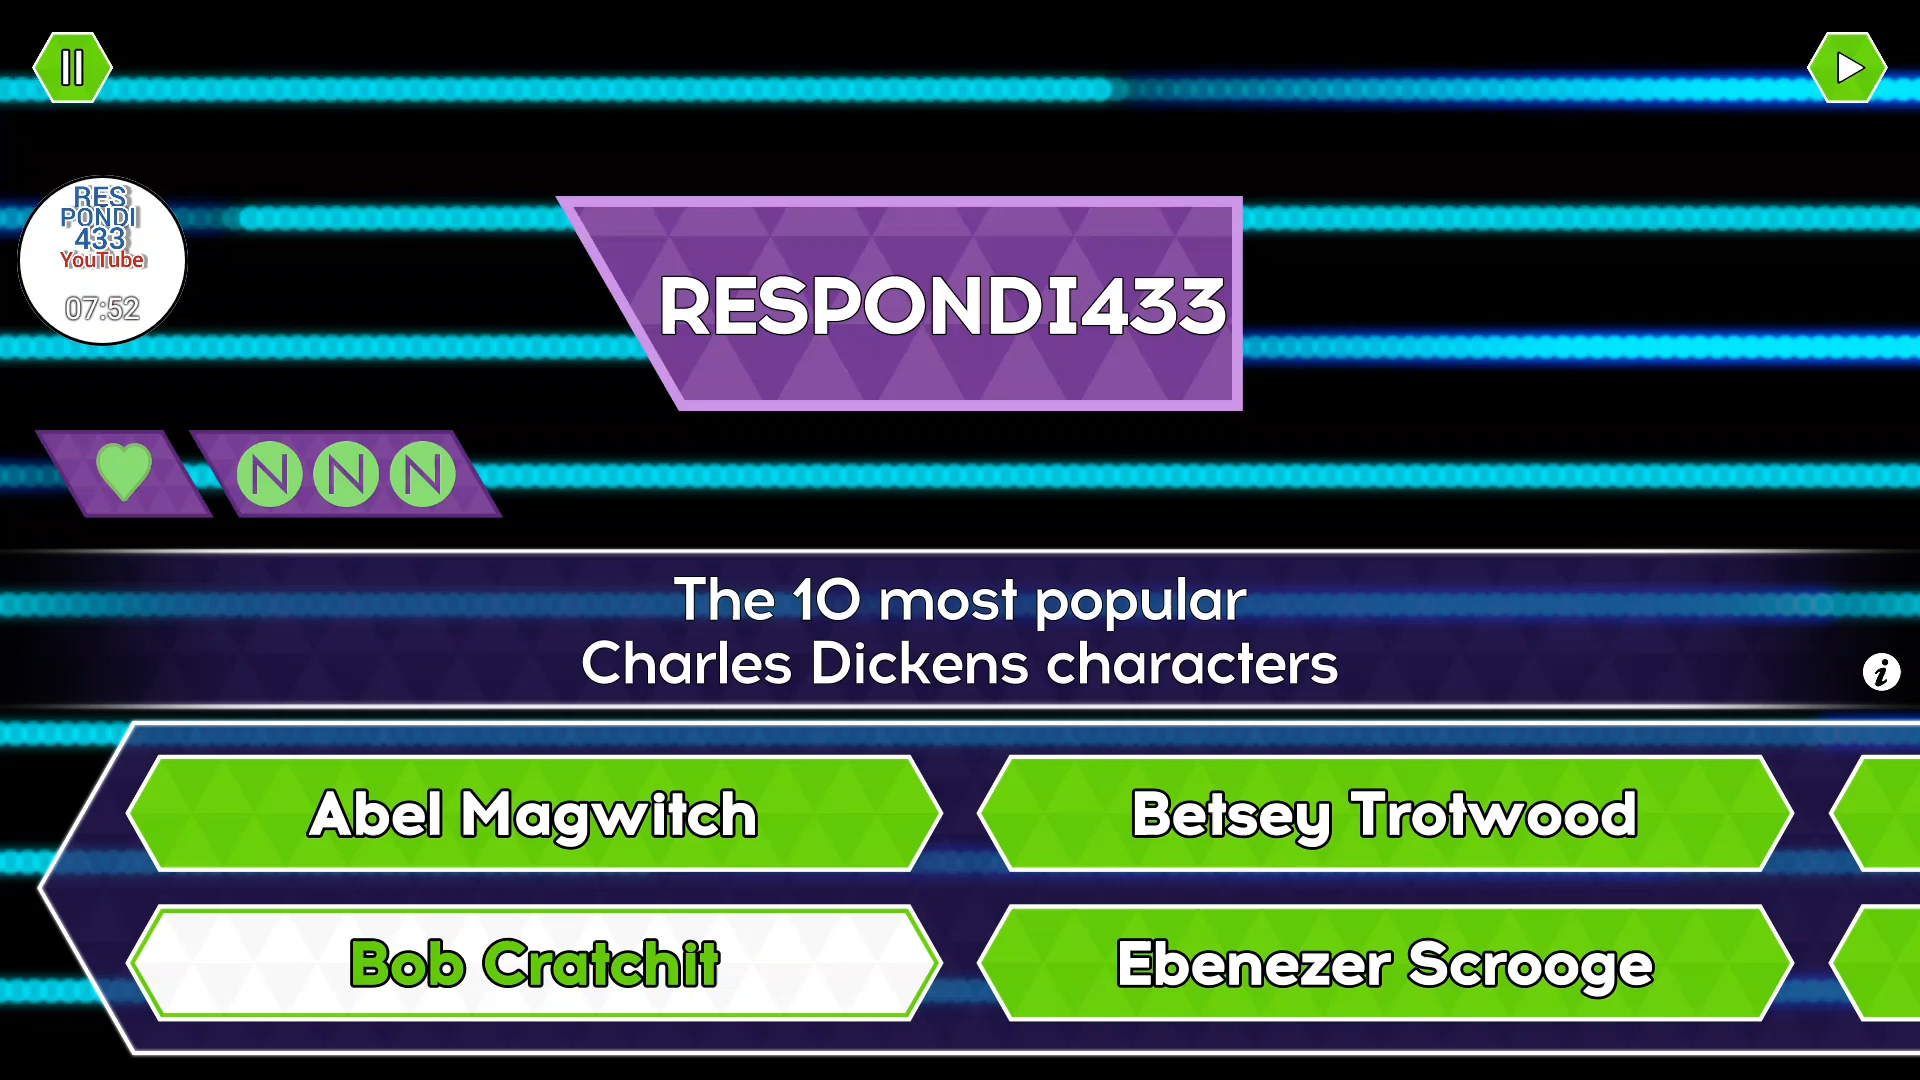 RES
PONDI
433
YouTube
07:52
RESPONDI433
N N N
The 10 most popular
Charles Dickens characters
i
Abel Magwitch
Betsey Trotwood
Bob Cratchit
Ebenezer Scrooge